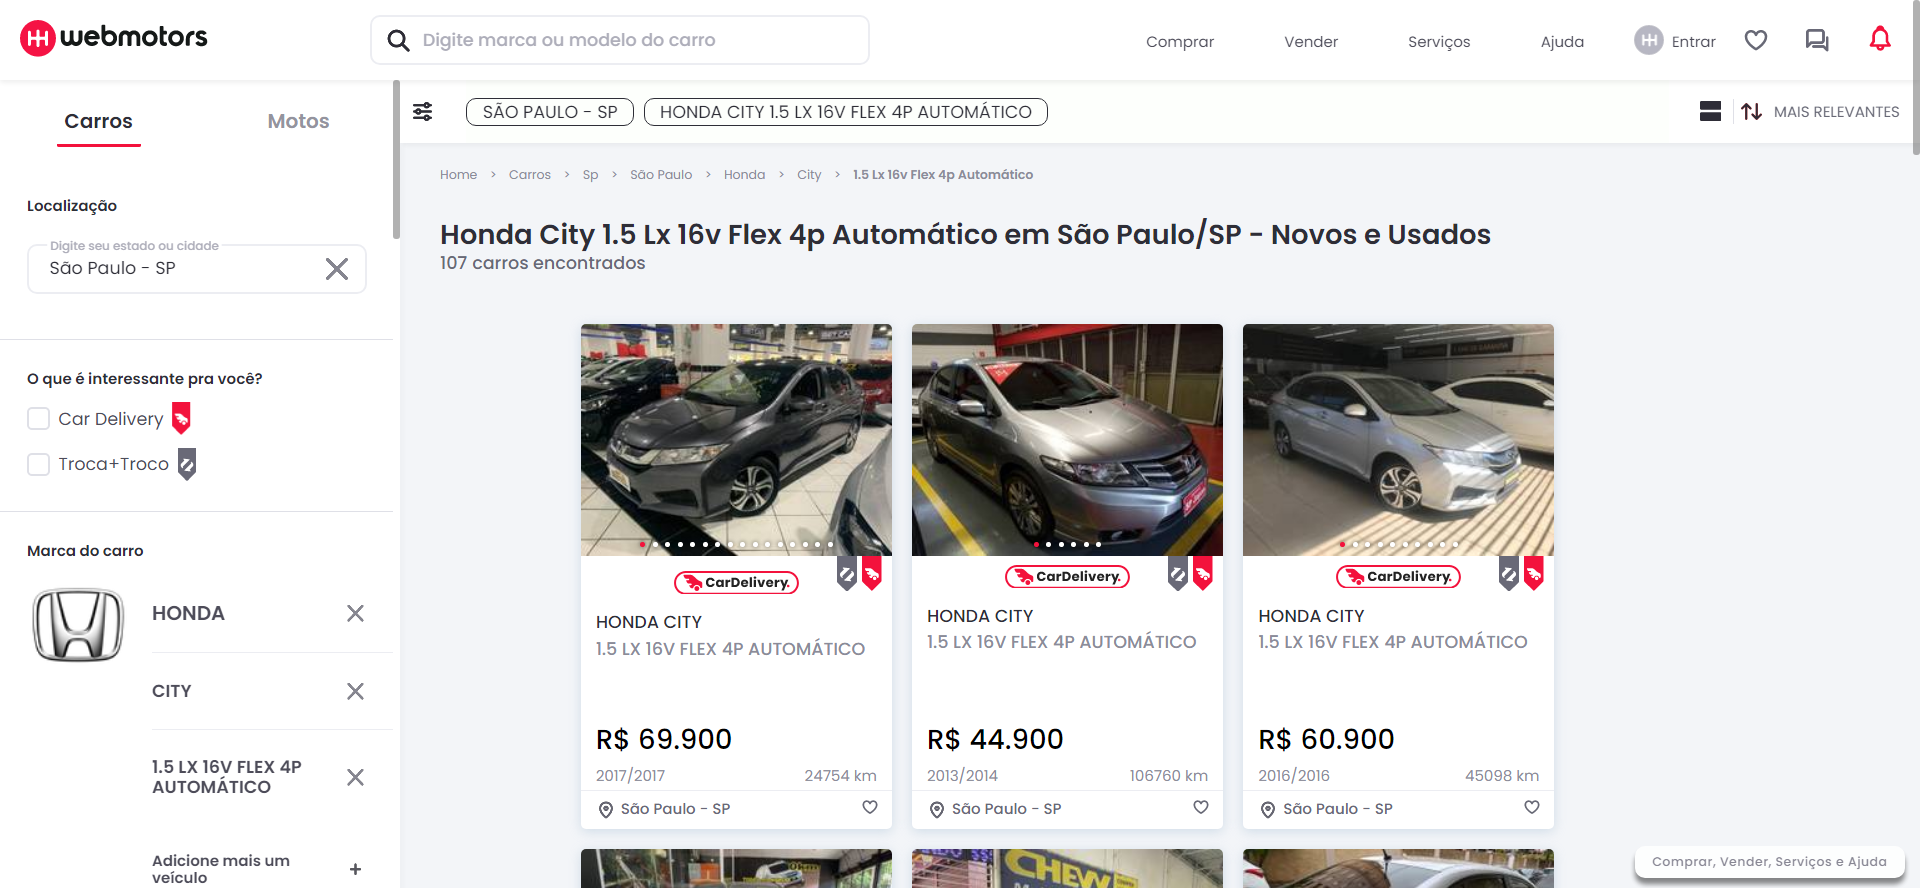 webmotors
Digite marca ou modelo do carro
Comprar
Vender
Serviços
Ajuda
Entrar
Carros
Motos
SÃO PAULO - SP
HONDA CITY 1.5 LX 16V FLEX 4P AUTOMÁTICO
MAIS RELEVANTES
Localização
Digite seu estado ou cidade
São Paulo - SP
O que é interessante pra você?
Car Delivery
Troca+Troco
Marca do carro
HONDA
CITY
1.5 LX 16V FLEX 4P
AUTOMÁTICO
Adicione mais um
veículo
Home > Carros > Sp > São Paulo > Honda > City > 1.5 Lx 16v Flex 4p Automático
Honda City 1.5 Lx 16v Flex 4p Automático em São Paulo/SP - Novos e Usados
107 carros encontrados
CarDelivery.
HONDA CITY
1.5 LX 16V FLEX 4P AUTOMÁTICO
R$ 69.900
2017/2017
24754 km
São Paulo - SP
CarDelivery.
HONDA CITY
1.5 LX 16V FLEX 4P AUTOMÁTICO
R$ 44.900
2013/2014
106760 km
São Paulo - SP
CarDelivery.
HONDA CITY
1.5 LX 16V FLEX 4P AUTOMÁTICO
R$ 60.900
2016/2016
45098 km
São Paulo - SP
0km
CHEW
Comprar, Vender, Serviços e Ajuda